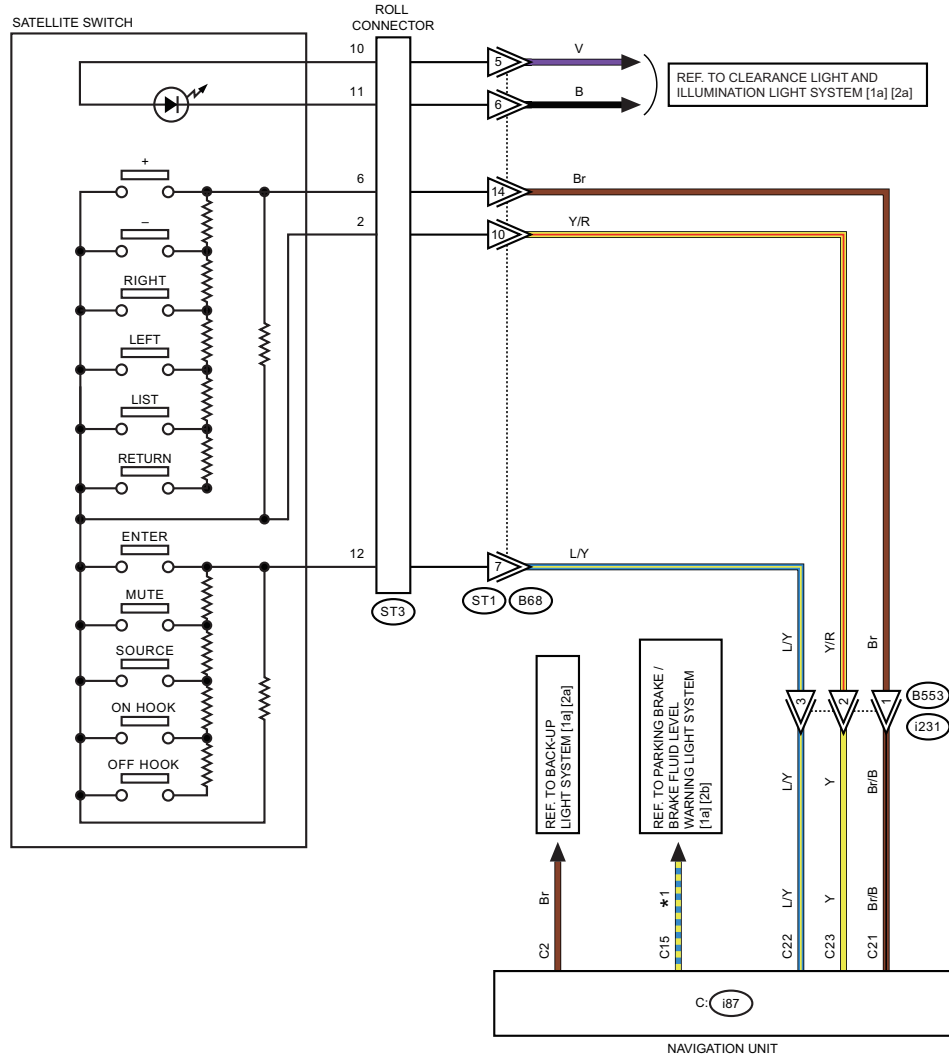 ROLL
CONNECTOR
SATELLITE SWITCH
10
5
V
11
6
B
REF. TO CLEARANCE LIGHT AND
ILLUMINATION LIGHT SYSTEM [1a] [2a]
+
6
14
Br
2
10
Y/R
–
RIGHT
LEFT
LIST
RETURN
ENTER
12
7
L/Y
MUTE
ST3
ST1
B68
SOURCE
ON HOOK
OFF HOOK
L/Y
Y/R
Br
3
2
1
B553
i231
REF. TO BACK-UP
LIGHT SYSTEM [1a] [2a]
REF. TO PARKING BRAKE /
BRAKE FLUID LEVEL
WARNING LIGHT SYSTEM
[1a] [2b]
L/Y
Y
Br/B
Br
*1
L/Y
Y
Br/B
C2
C15
C22
C23
C21
C: i87
NAVIGATION UNIT